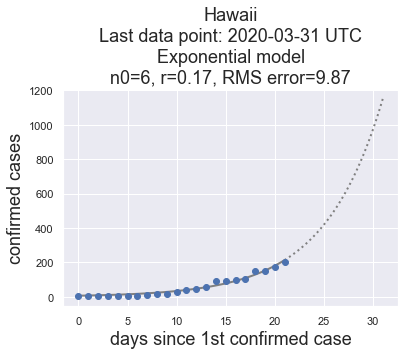 Hawaii
Last data point: 2020-03-31 UTC
Exponential model
n0=6, r=0.17, RMS error=9.87
1200
1000
800
600
400
200
0
confirmed cases
0 5 10 15 20 25 30
days since 1st confirmed case